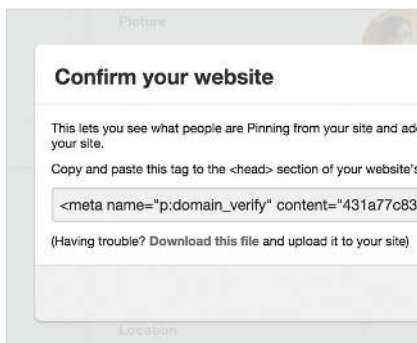 Picture
Confirm your website
This lets you see what people are Pinning from your site and
your site.
Copy and paste this tag to the <head> section of your website's
<meta name="p:domain_verify" content="431a77c83
(Having trouble? Download this file and upload it to your site)
Location